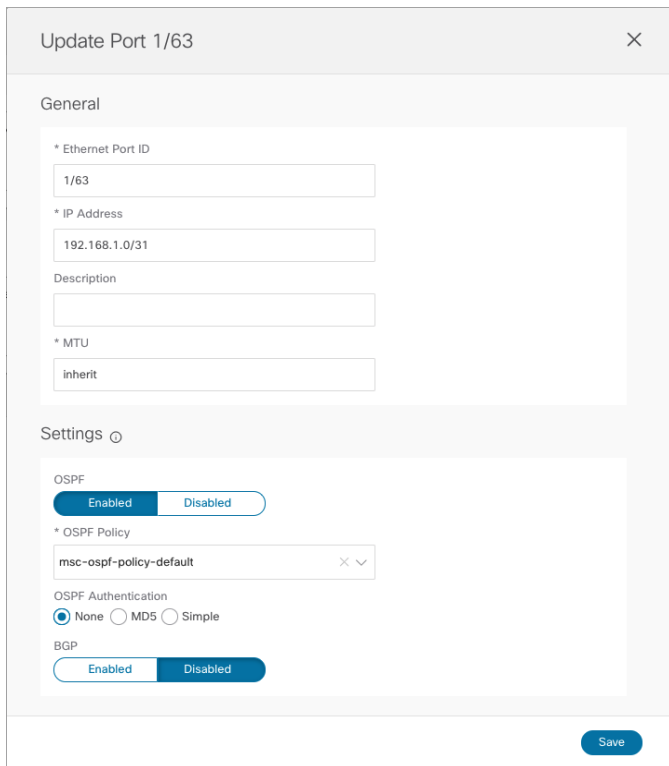 Update Port 1/63
General
* Ethernet Port ID
1/63
* IP Address
192.168.1.0/31
Description
* MTU
inherit
Settings
OSPF
Enabled Disabled
* OSPF Policy
msc-ospf-policy-default
OSPF Authentication
None MD5 Simple
BGP
Enabled Disabled
Save